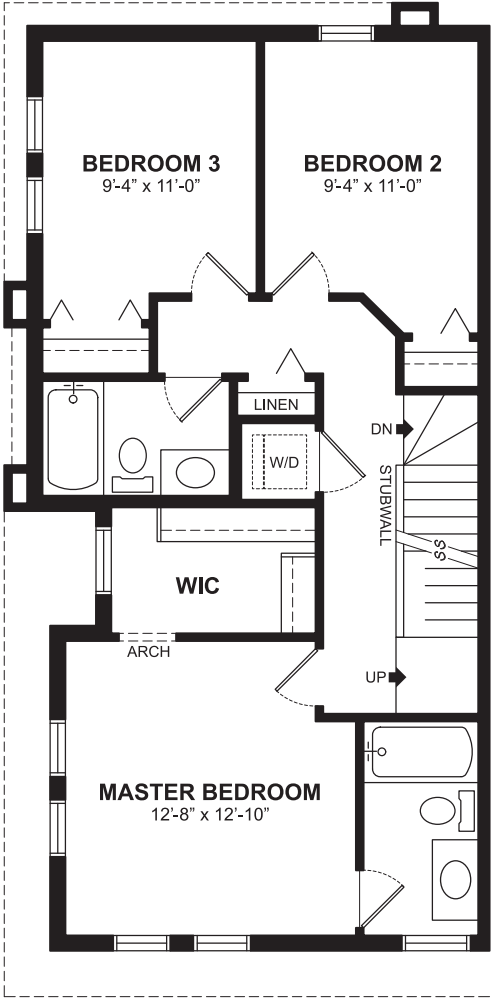 BEDROOM 3
9'-4” x 11'-0”
BEDROOM 2
9'-4” x 11'-0”
LINEN
DN
W/D
STUBWALL
SS
WIC
ARCH
UP
MASTER BEDROOM
12'-8” x 12'-10”